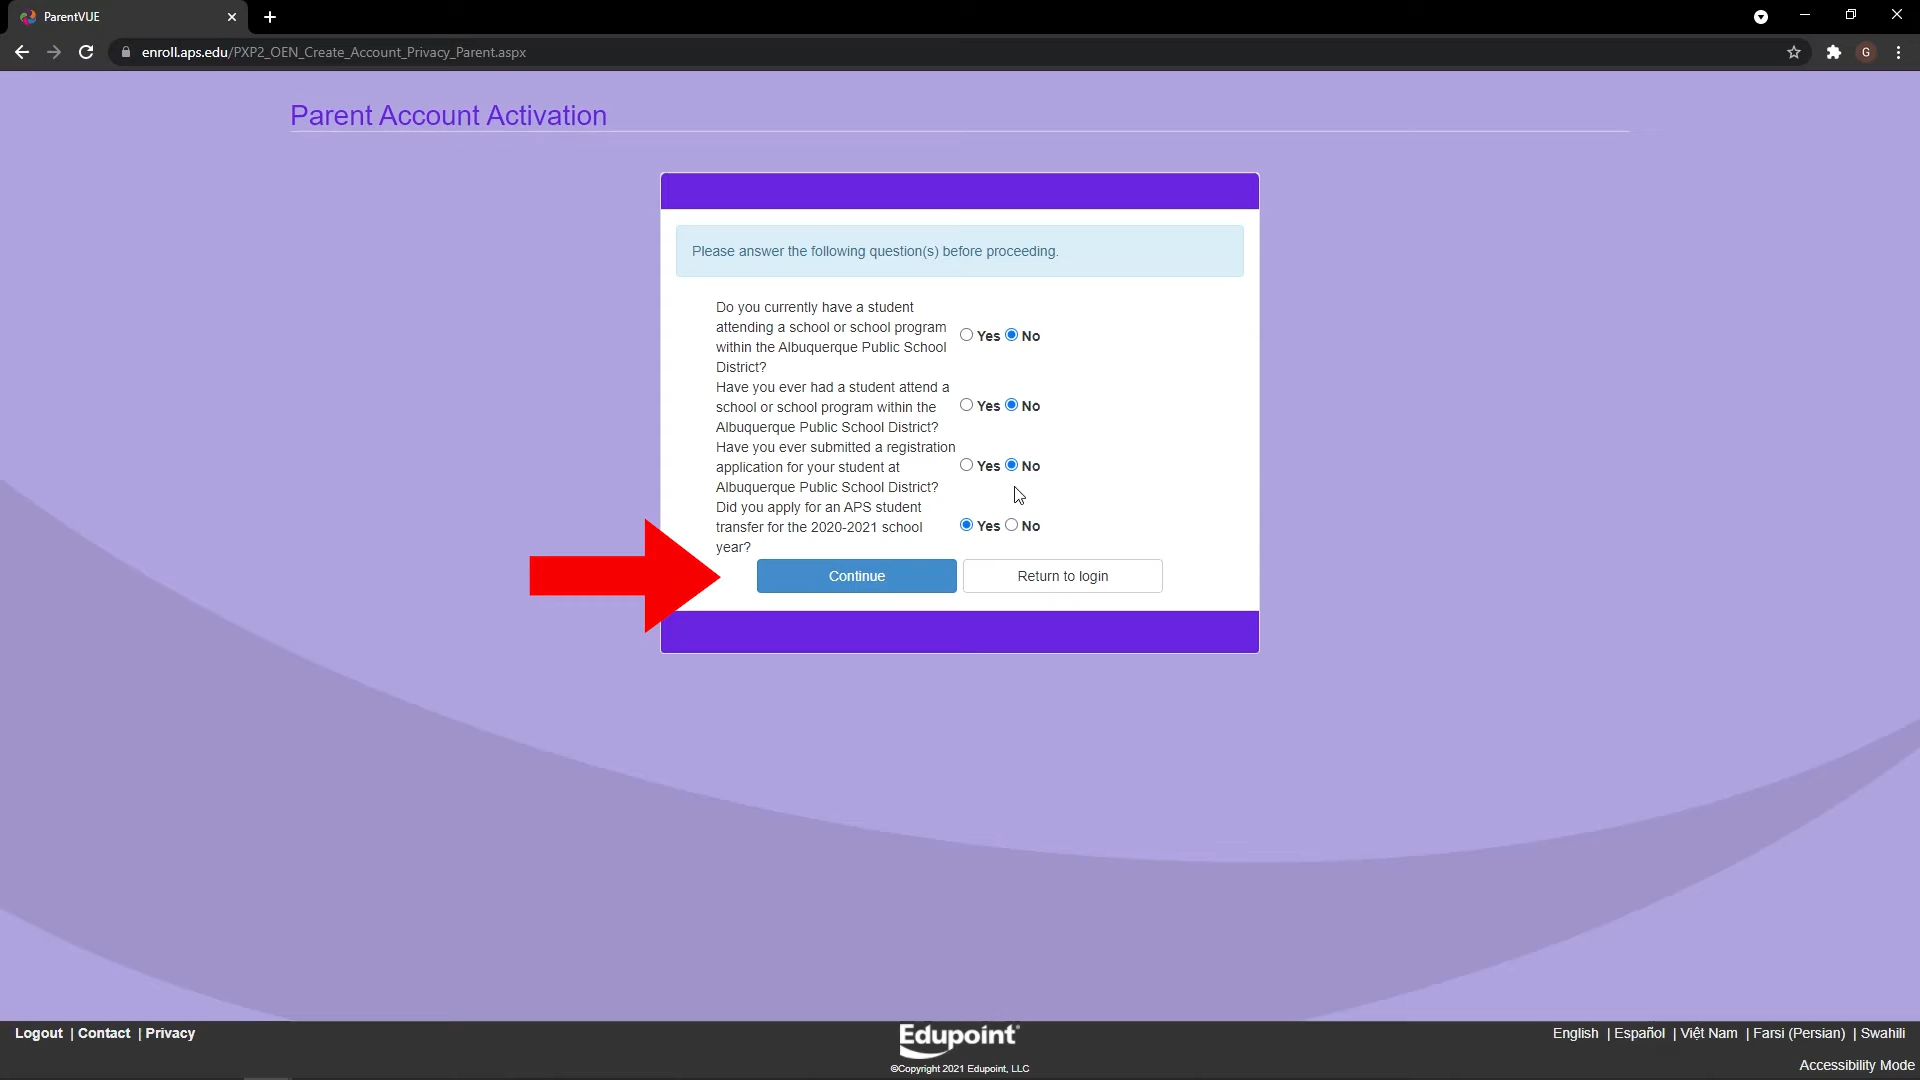 ParentVUE
enroll.aps.edu/PXP2_OEN_Create_Account_Privacy_Parent.aspx
G
Parent Account Activation
Please answer the following question(s) before proceeding.
Do you currently have a student
attending a school or school program
within the Albuquerque Public School
District?
Yes No
Have you ever had a student attend a
school or school program within the
Albuquerque Public School District?
Yes No
Have you ever submitted a registration
application for your student at
Albuquerque Public School District?
Yes No
Did you apply for an APS student
transfer for the 2020-2021 school
year?
Yes No
Continue
Return to login
Logout | Contact | Privacy
Edupoint
©Copyright 2021 Edupoint, LLC
English | Español | Việt Nam | Farsi (Persian) | Swahili
Accessibility Mode